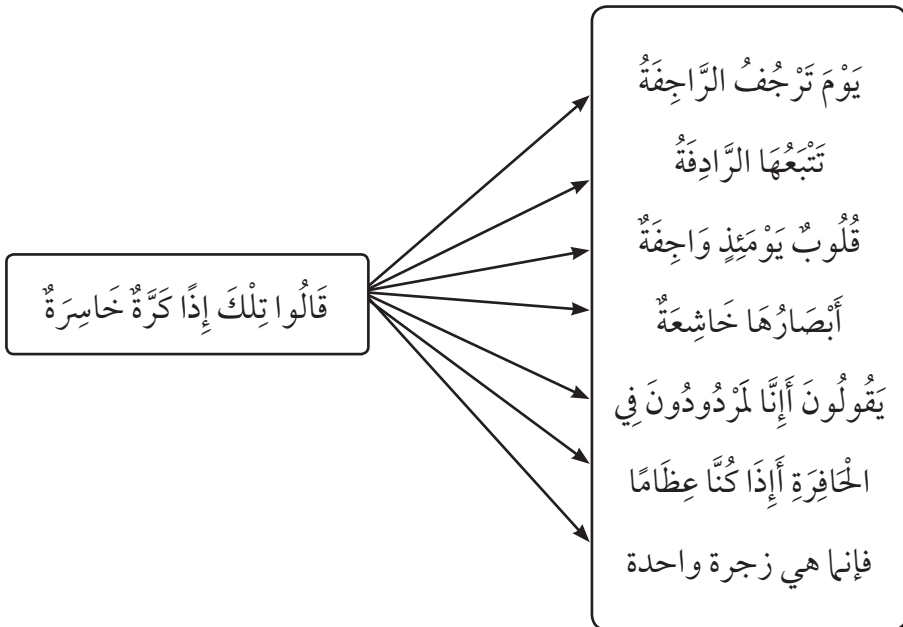 يَوْمَ تَرْجُفُ الرَّاجِفَةُ
تَتْبَعُهَا الرَّادِفَةُ
قُلُوبٌ يَوْمَئِذٍ وَاجِفَةٌ
أَبْصَارُهَا خَاشِعَةٌ
يَقُولُونَ أَإِنَّا لَمَرْدُودُونَ فِي
الْحَافِرَةِ أَإِذَا كُنَّا عِظَامًا
فإنما هي زجرة واحدة
قَالُوا تِلْكَ إِذًا كَرَّةٌ خَاسِرَةٌ